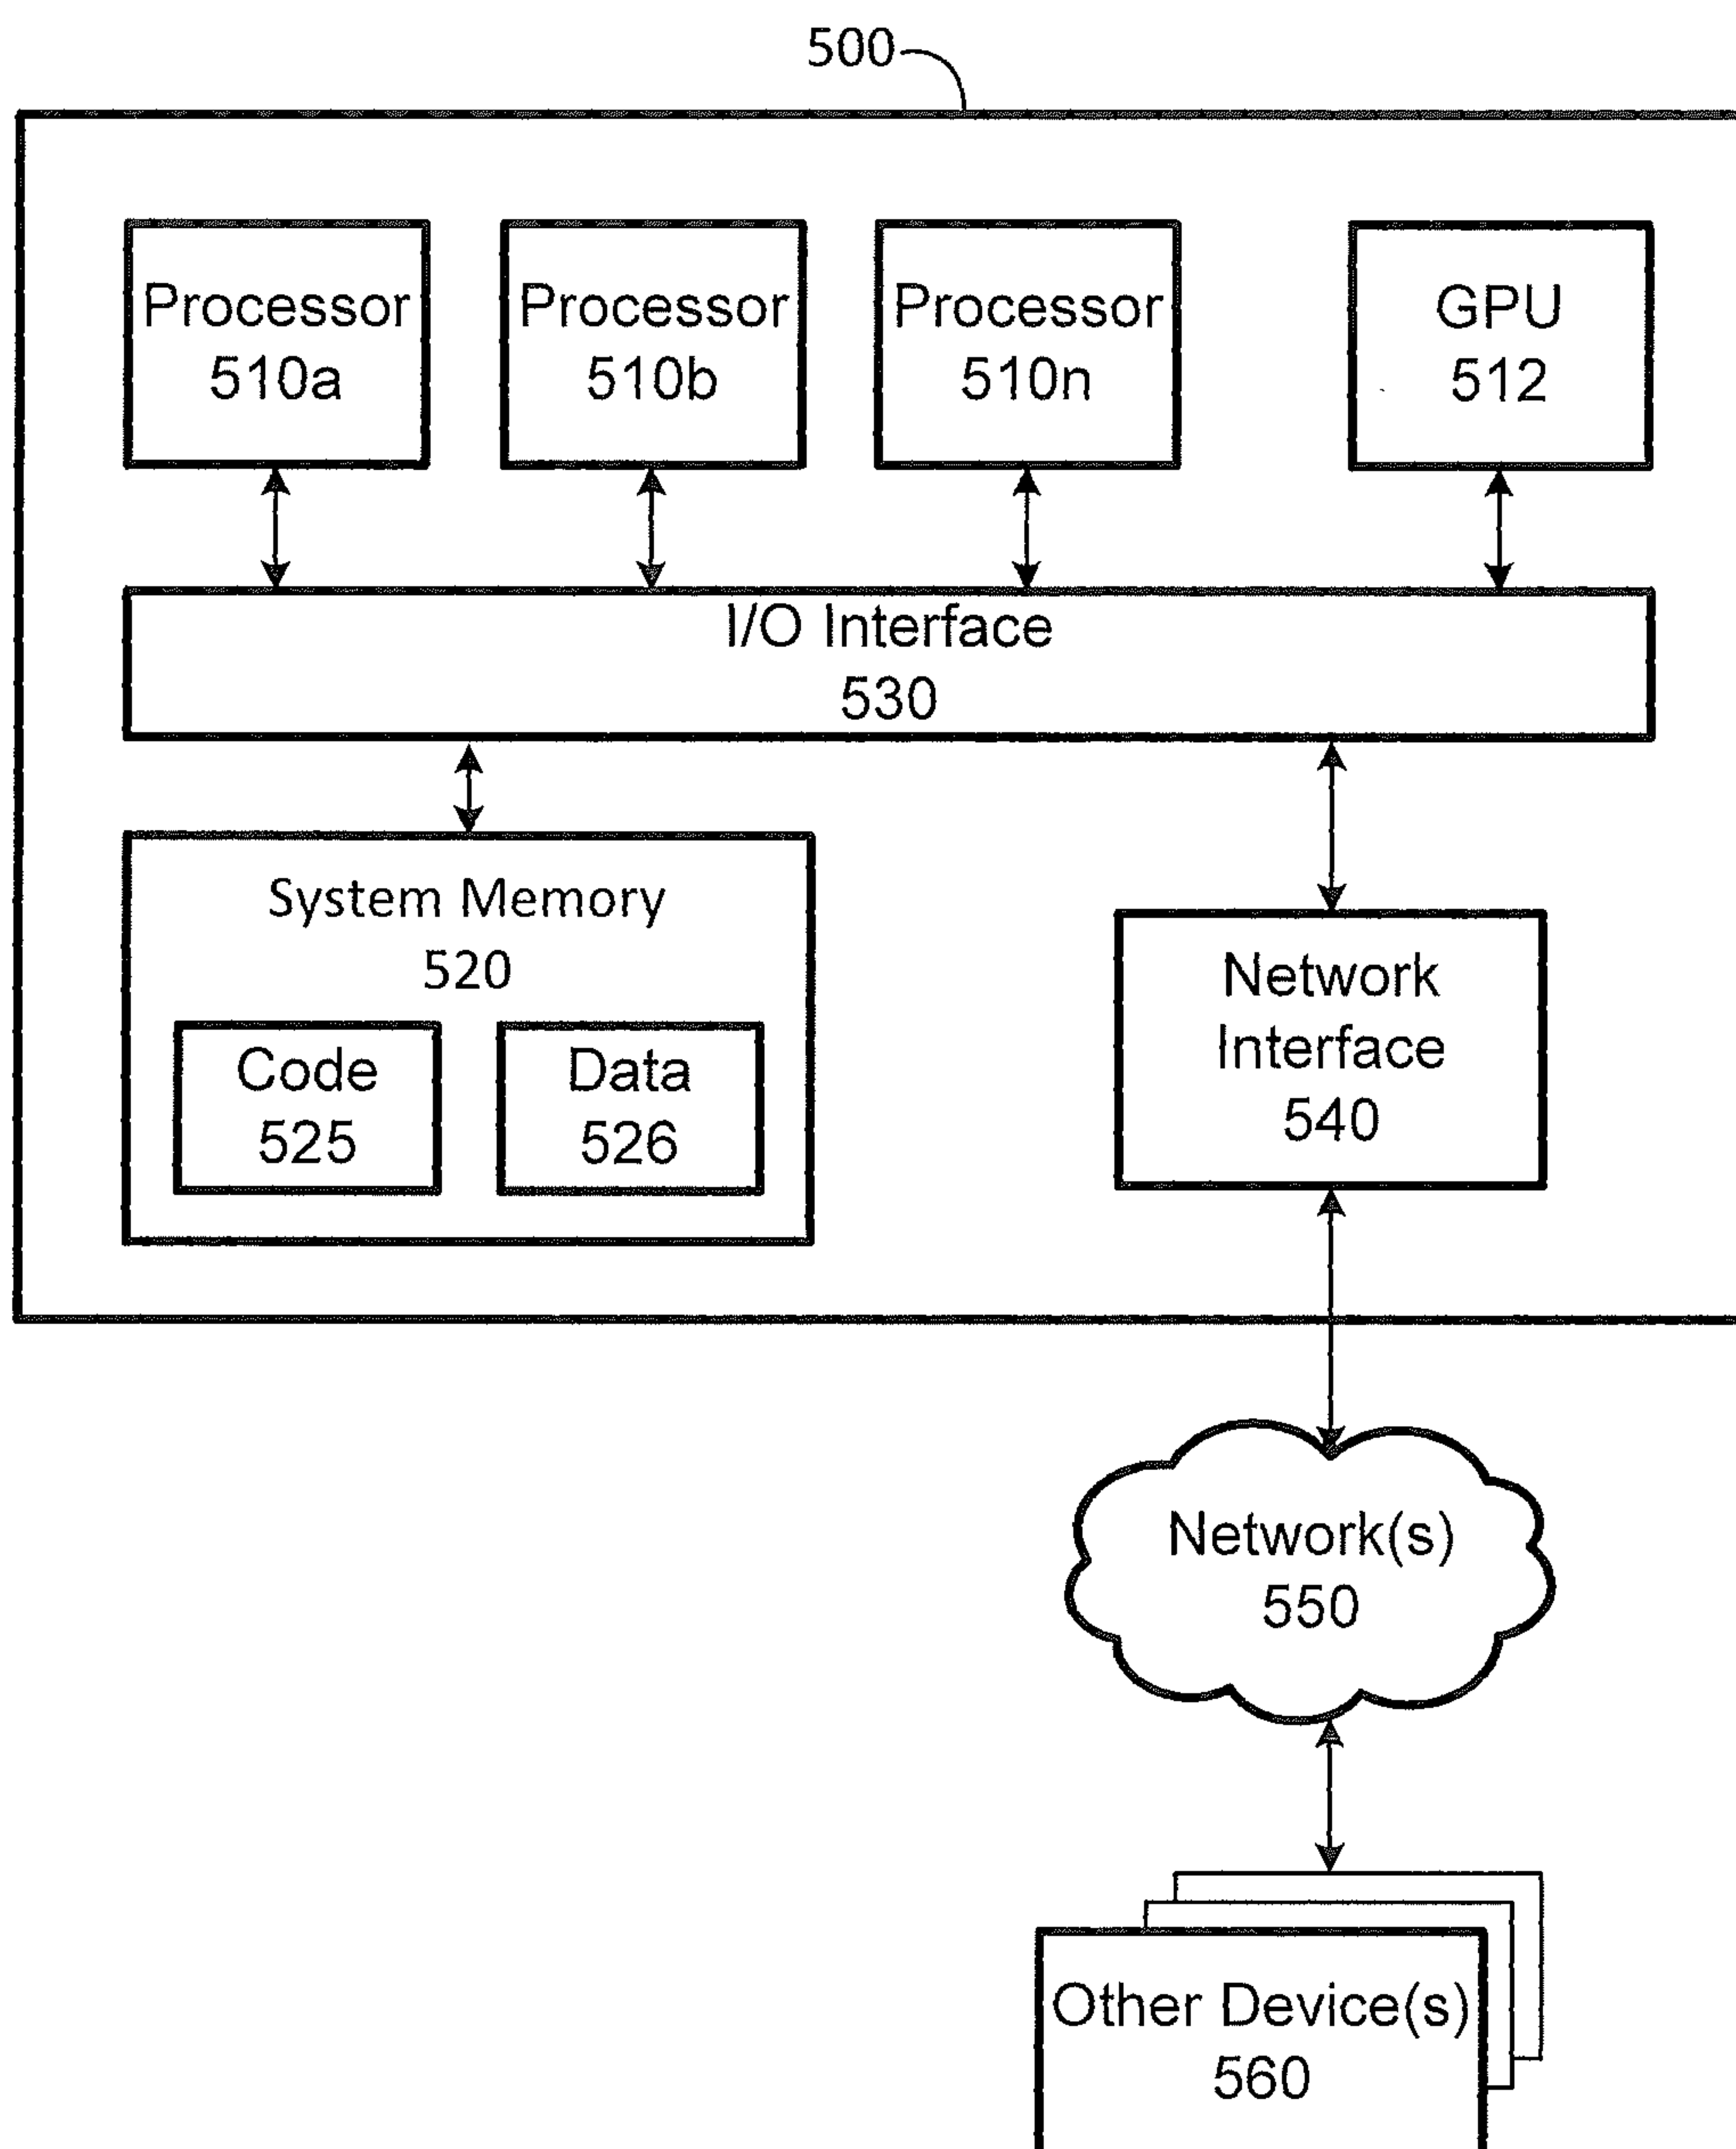 500
Processor
510a
Processor
510b
Processor
510n
GPU
512
I/O Interface
530
System Memory
520
Code
525
Data
526
Network
Interface
540
Network(s)
550
Other Device(s)
560